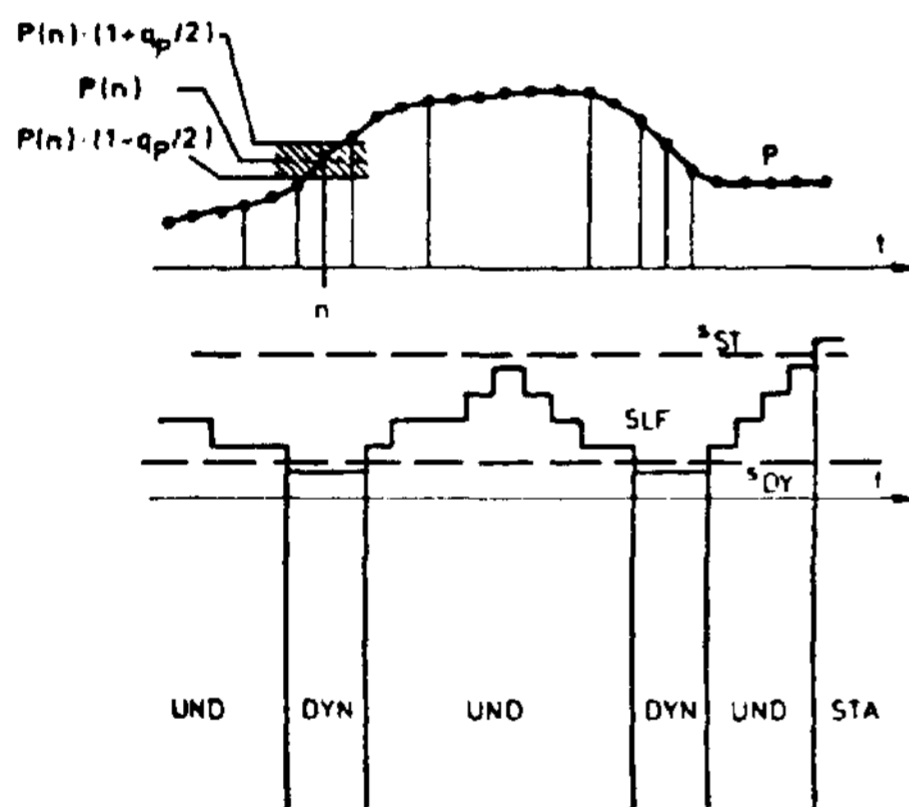 P(n)·(1+qp/2)
P(n)
P(n)·(1-qp/2)
P
t
n
sST
SLF
sDY
t
UND DYN UND DYN UND STA